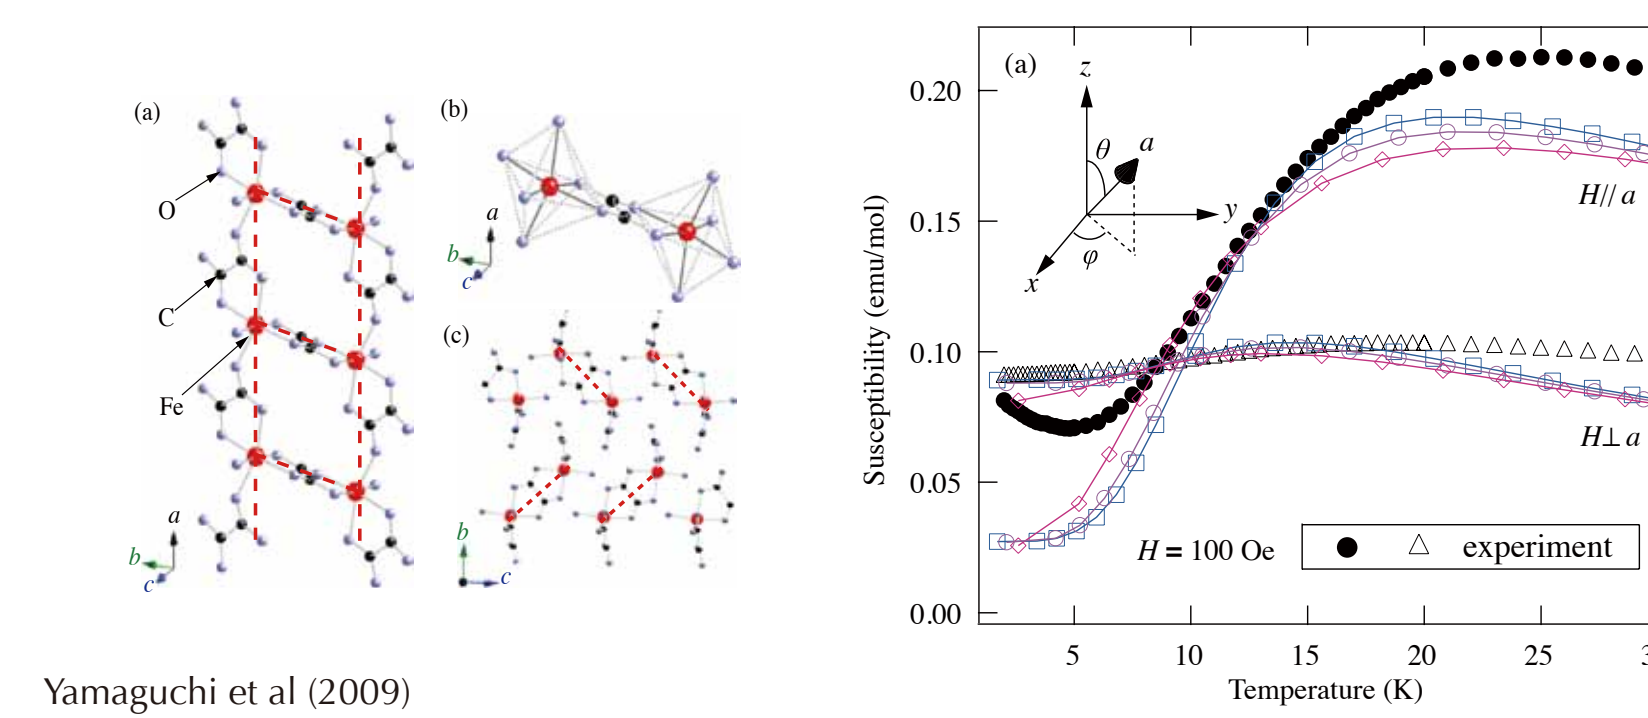 (a)
O
C
Fe
a
b
c
(b)
a
b
c
(c)
b
c
Yamaguchi et al (2009)
(a)
z
θ
a
y
φ
x
H// a
H⊥a
H = 100 Oe
experiment
Susceptibility (emu/mol)
0.20
0.15
0.10
0.05
0.00
5
10
15
20
25
Temperature (K)